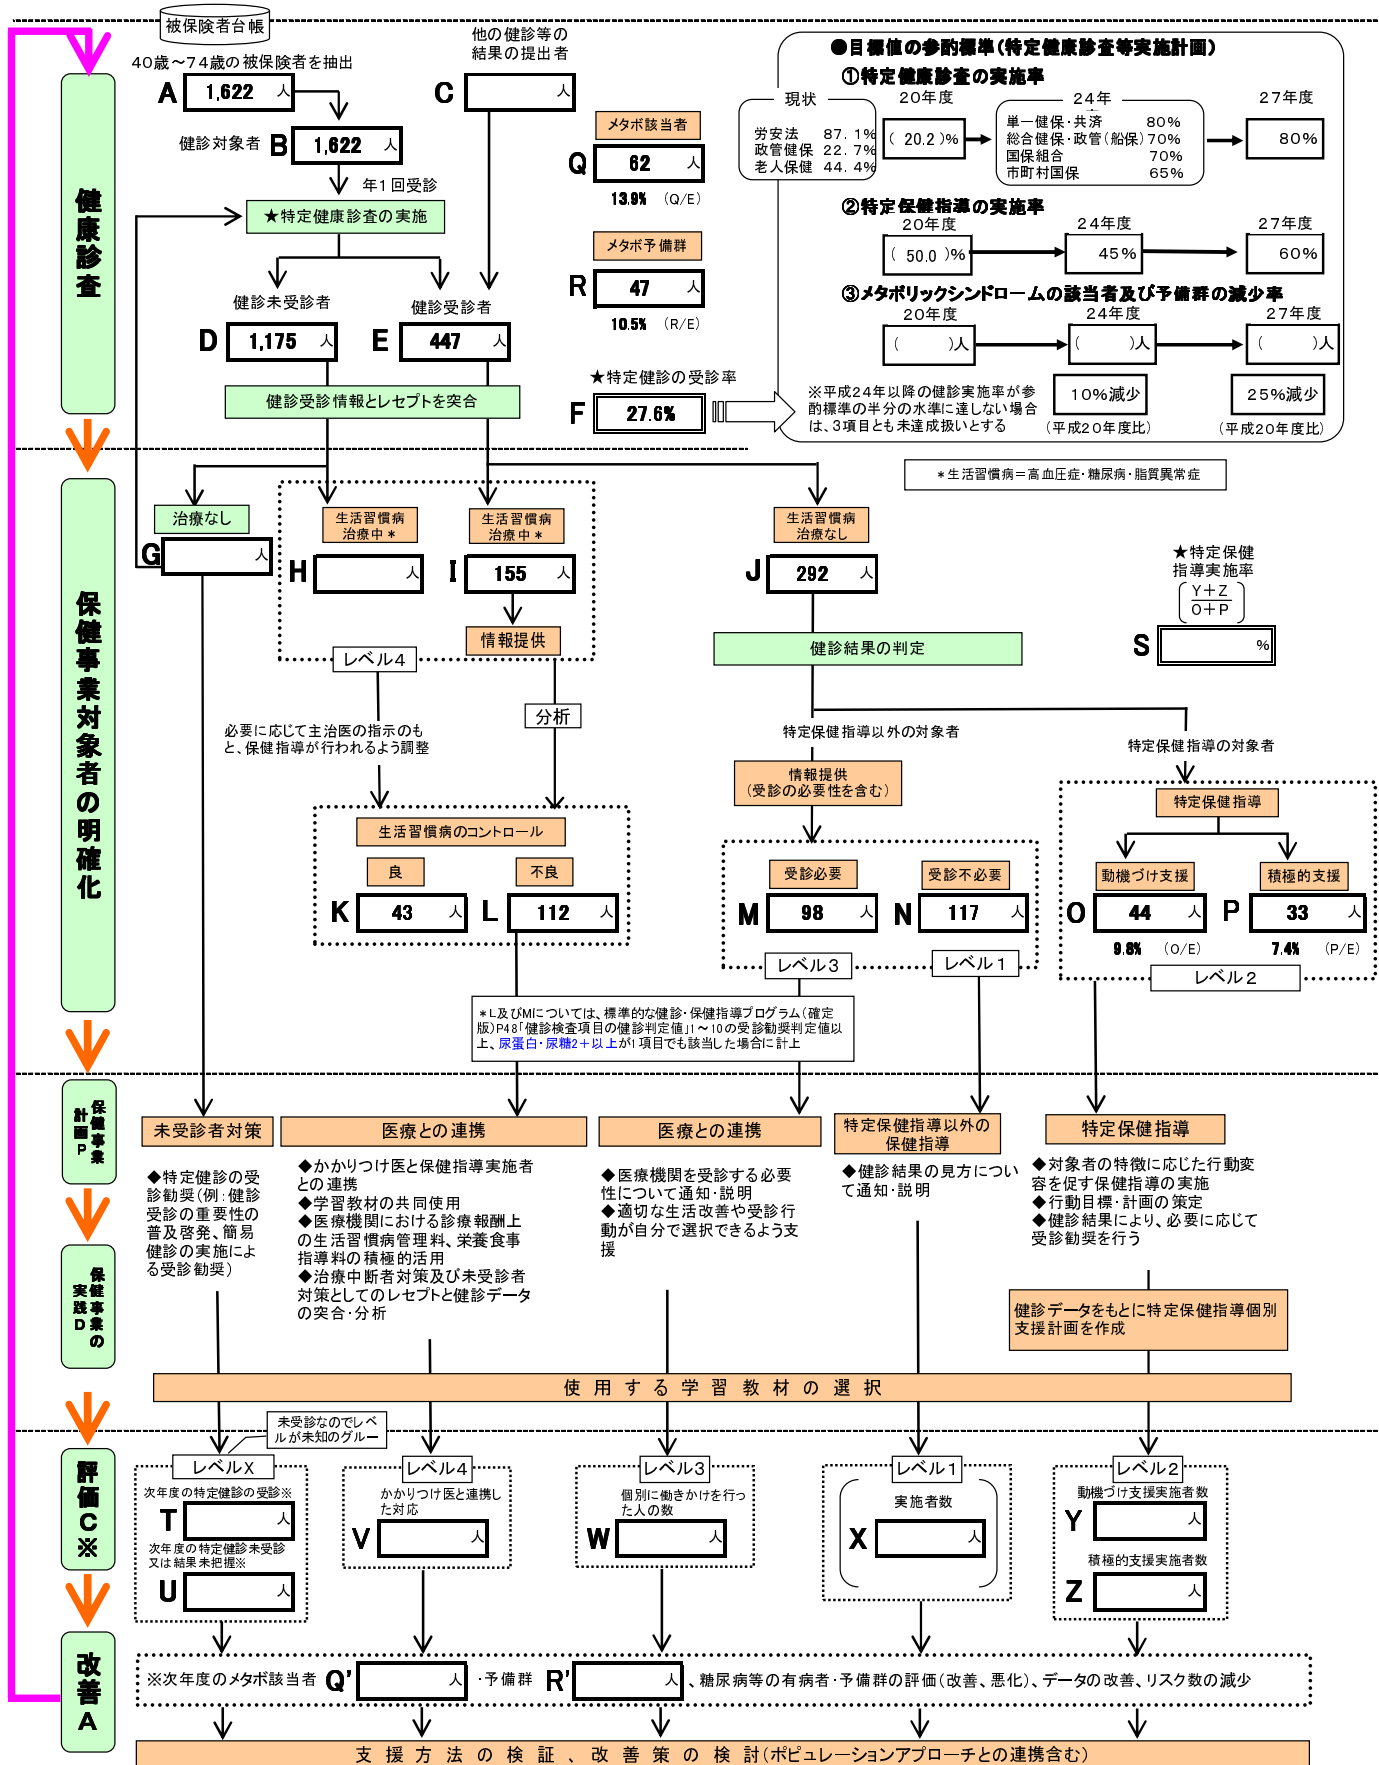 被保険者台帳
40歳～74歳の被保険者を抽出
A 1,622 人
健診対象者 B 1,622 人
年1回受診
★特定健康診査の実施
他の健診等の
結果の提出者
C 人
メタボ該当者
Q 62 人
13.9% (Q/E)
メタボ予備群
R 47 人
10.5% (R/E)
健診未受診者
D 1,175 人
健診受診者
E 447 人
健診受診情報とレセプトを突合
★特定健診の受診率
F 27.6%
●目標値の参酌標準(特定健康診査等実施計画)
①特定健康診査の実施率
現状
労安法 87.1%
政管健保 22.7%
老人保健 44.4%
20年度
( 20.2 )%
24年
単一健保・共済 80%
総合健保・政管(船保)70%
国保組合 70%
市町村国保 65%
27年度
80%
②特定保健指導の実施率
20年度 24年度 27年度
( 50.0 )% 45% 60%
③メタボリックシンドロームの該当者及び予備群の減少率
20年度 24年度 27年度
( )人 ( )人 ( )人
10%減少 25%減少
(平成20年度比) (平成20年度比)
※平成24年以降の健診実施率が参
酌標準の半分の水準に達しない場合
は、3項目とも未達成扱いとする
健康診査
*生活習慣病=高血圧症・糖尿病・脂質異常症
保健事業対象者の明確化
治療なし
G 人
生活習慣病
治療中*
H 人
生活習慣病
治療中*
I 155 人
情報提供
レベル4
生活習慣病
治療なし
J 292 人
健診結果の判定
★特定保健
指導実施率
Y+Z
O+P
S %
必要に応じて主治医の指示のも
と、保健指導が行われるよう調整
分析
特定保健指導以外の対象者
特定保健指導の対象者
情報提供
(受診の必要性を含む)
特定保健指導
生活習慣病のコントロール
良 不良
K 43 人 L 112 人
受診必要 受診不必要
M 98 人 N 117 人
レベル3 レベル1
動機づけ支援 積極的支援
O 44 人 P 33 人
9.8% (O/E) 7.4% (P/E)
レベル2
*L及びMについては、標準的な健診・保健指導プログラム(確定
版)P48「健診検査項目の健診判定値」1～10の受診勧奨判定値以
上、尿蛋白・尿糖2+以上が1項目でも該当した場合に計上
保健事業
計画P
未受診者対策
◆特定健診の受
診勧奨(例:健診
受診の重要性の
普及啓発、簡易
健診の実施によ
る受診勧奨)
医療との連携
◆かかりつけ医と保健指導実施者
との連携
◆学習教材の共同使用
◆医療機関における診療報酬上
の生活習慣病管理料、栄養食事
指導料の積極的活用
◆治療中断者対策及び未受診者
対策としてのレセプトと健診データ
の突合・分析
医療との連携
◆医療機関を受診する必要
性について通知・説明
◆適切な生活改善や受診行
動が自分で選択できるよう支
援
特定保健指導以外の
保健指導
◆健診結果の見方につい
て通知・説明
特定保健指導
◆対象者の特徴に応じた行動変
容を促す保健指導の実施
◆行動目標・計画の策定
◆健診結果により、必要に応じて
受診勧奨を行う
保健事業の
実践D
健診データをもとに特定保健指導個別
支援計画を作成
使用する学習教材の選択
未受診なのでレベ
ルが未知のグルー
評価C※
レベルX
次年度の特定健診の受診※
T 人
次年度の特定健診未受診
又は結果未把握※
U 人
レベル4
かかりつけ医と連携し
た対応
V 人
レベル3
個別に働きかけを行っ
た人の数
W 人
レベル1
実施者数
X 人
レベル2
動機づけ支援実施者数
Y 人
積極的支援実施者数
Z 人
改善A
※次年度のメタボ該当者 Q' 人 ・予備群 R' 人 、糖尿病等の有病者・予備群の評価(改善、悪化)、データの改善、リスク数の減少
支援方法の検証、改善策の検討(ポピュレーションアプローチとの連携含む)